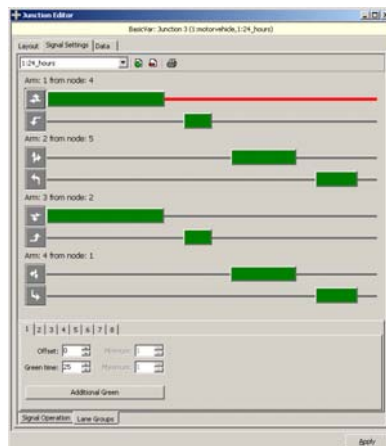 Junction Editor
BasicVar: Junction 3 (1:motorvehicle,1:24_hours)
Layout Signal Settings Data
1:24_hours
Arm: 1 from node: 4
Arm: 2 from node: 5
Arm: 3 from node: 2
Arm: 4 from node: 1
1 2 3 4 5 6 7 8
Offset: 0 Minimum: 1
Green time: 25 Maximum: 1
Additional Green
Signal Operation Lane Groups
Apply